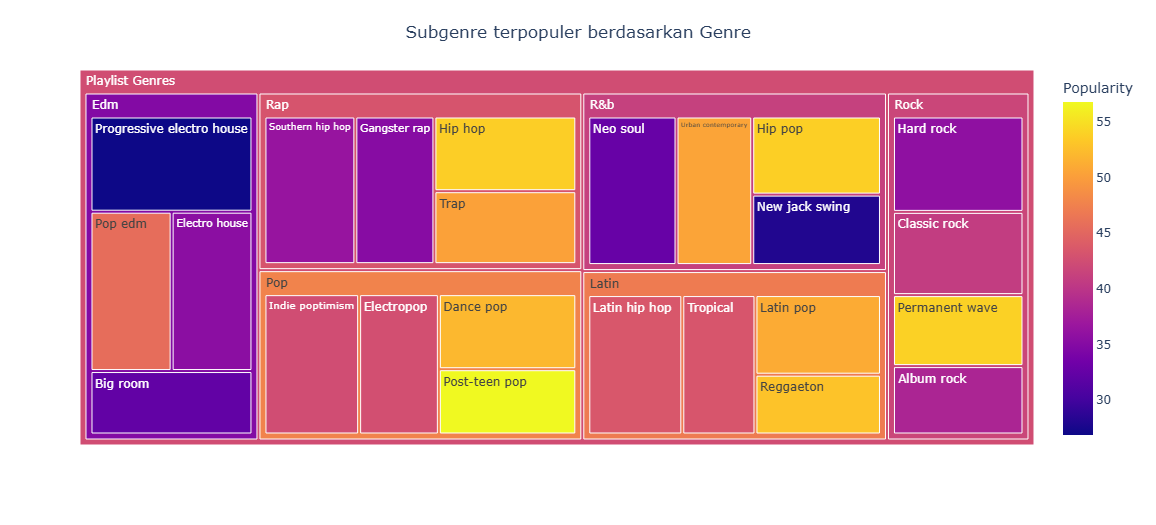 Subgenre terpopuler berdasarkan Genre
Playlist Genres
Edm
Progressive electro house
Pop edm
Electro house
Big room
Rap
Southern hip hop
Gangster rap
Hip hop
Trap
Pop
Indie poptimism
Electropop
Dance pop
Post-teen pop
R&b
Neo soul
Urban contemporary
Hip pop
New jack swing
Latin
Latin hip hop
Tropical
Latin pop
Reggaeton
Rock
Hard rock
Classic rock
Permanent wave
Album rock
Popularity
55
50
45
40
35
30